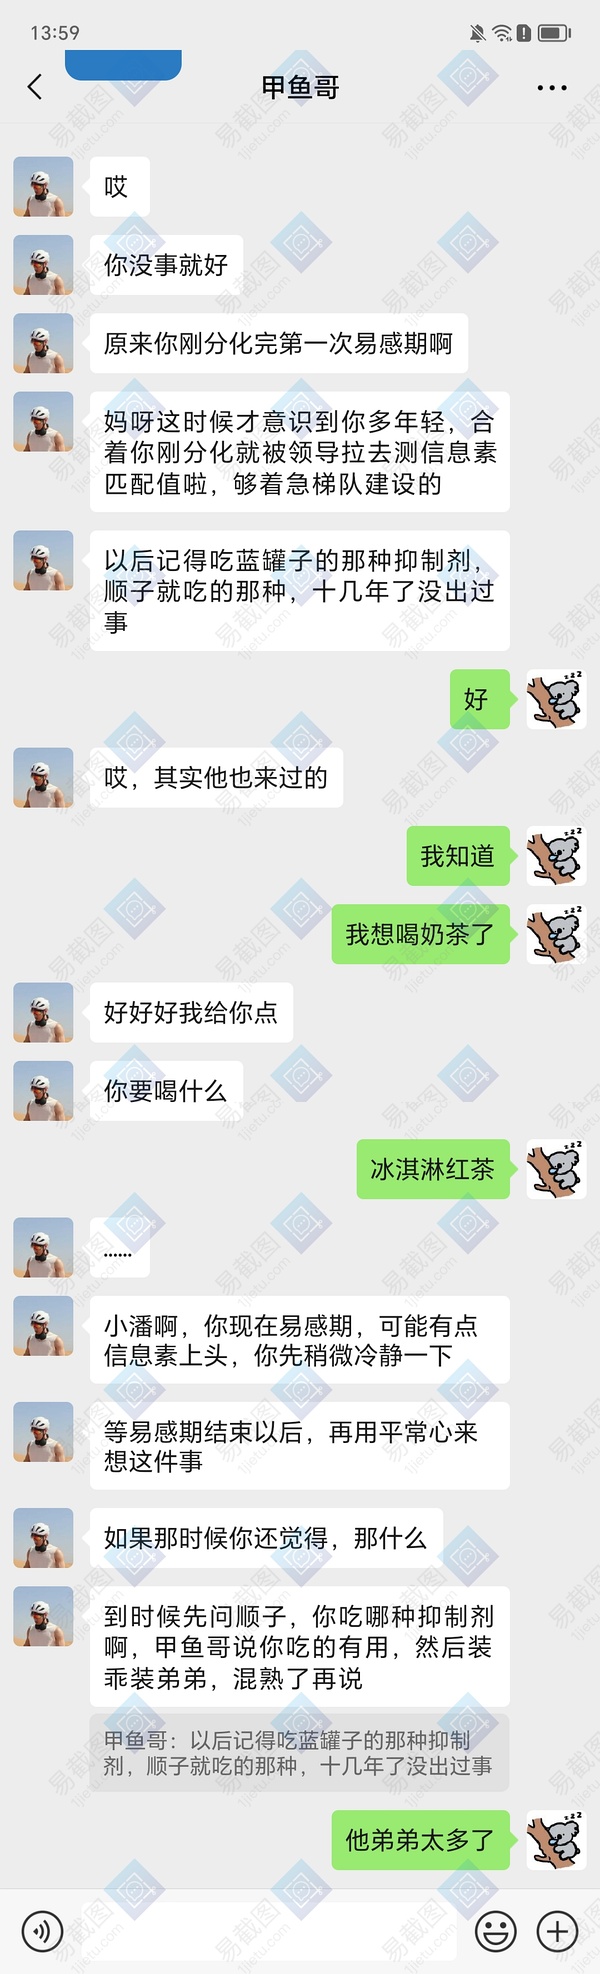 13:59
甲鱼哥
哎
你没事就好
原来你刚分化完第一次易感期啊
妈呀这时候才意识到你多年轻，合
着你刚分化就被领导拉去测信息素
匹配值啦，够着急梯队建设的
以后记得吃蓝罐子的那种抑制剂，
顺子就吃的那种，十几年了没出过
事
好
哎，其实他也来过的
我知道
我想喝奶茶了
好好好我给你点
你要喝什么
冰淇淋红茶
……
小潘啊，你现在易感期，可能有点
信息素上头，你先稍微冷静一下
等易感期结束以后，再用平常心来
想这件事
如果那时候你还觉得，那什么
到时候先问顺子，你吃哪种抑制剂
啊，甲鱼哥说你吃的有用，然后装
乖装弟弟，混熟了再说
甲鱼哥：以后记得吃蓝罐子的那种抑制
剂，顺子就吃的那种，十几年了没出过事
他弟弟太多了
易截图
1jietu.com